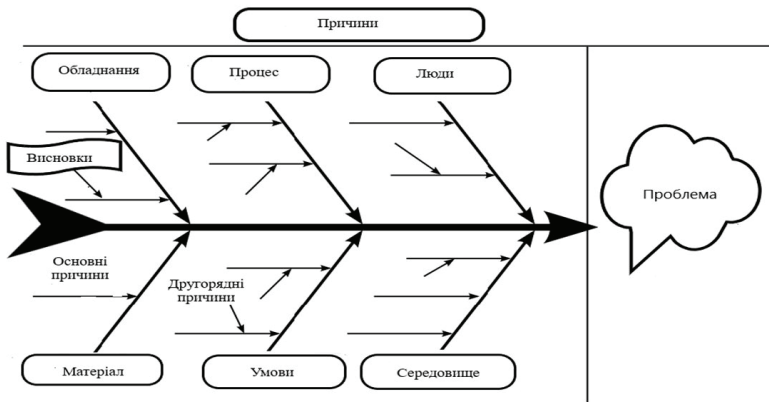 Причини
Обладнання
Процес
Люди
Висновки
Проблема
Основні
причини
Другорядні
причини
Матеріал
Умови
Середовище